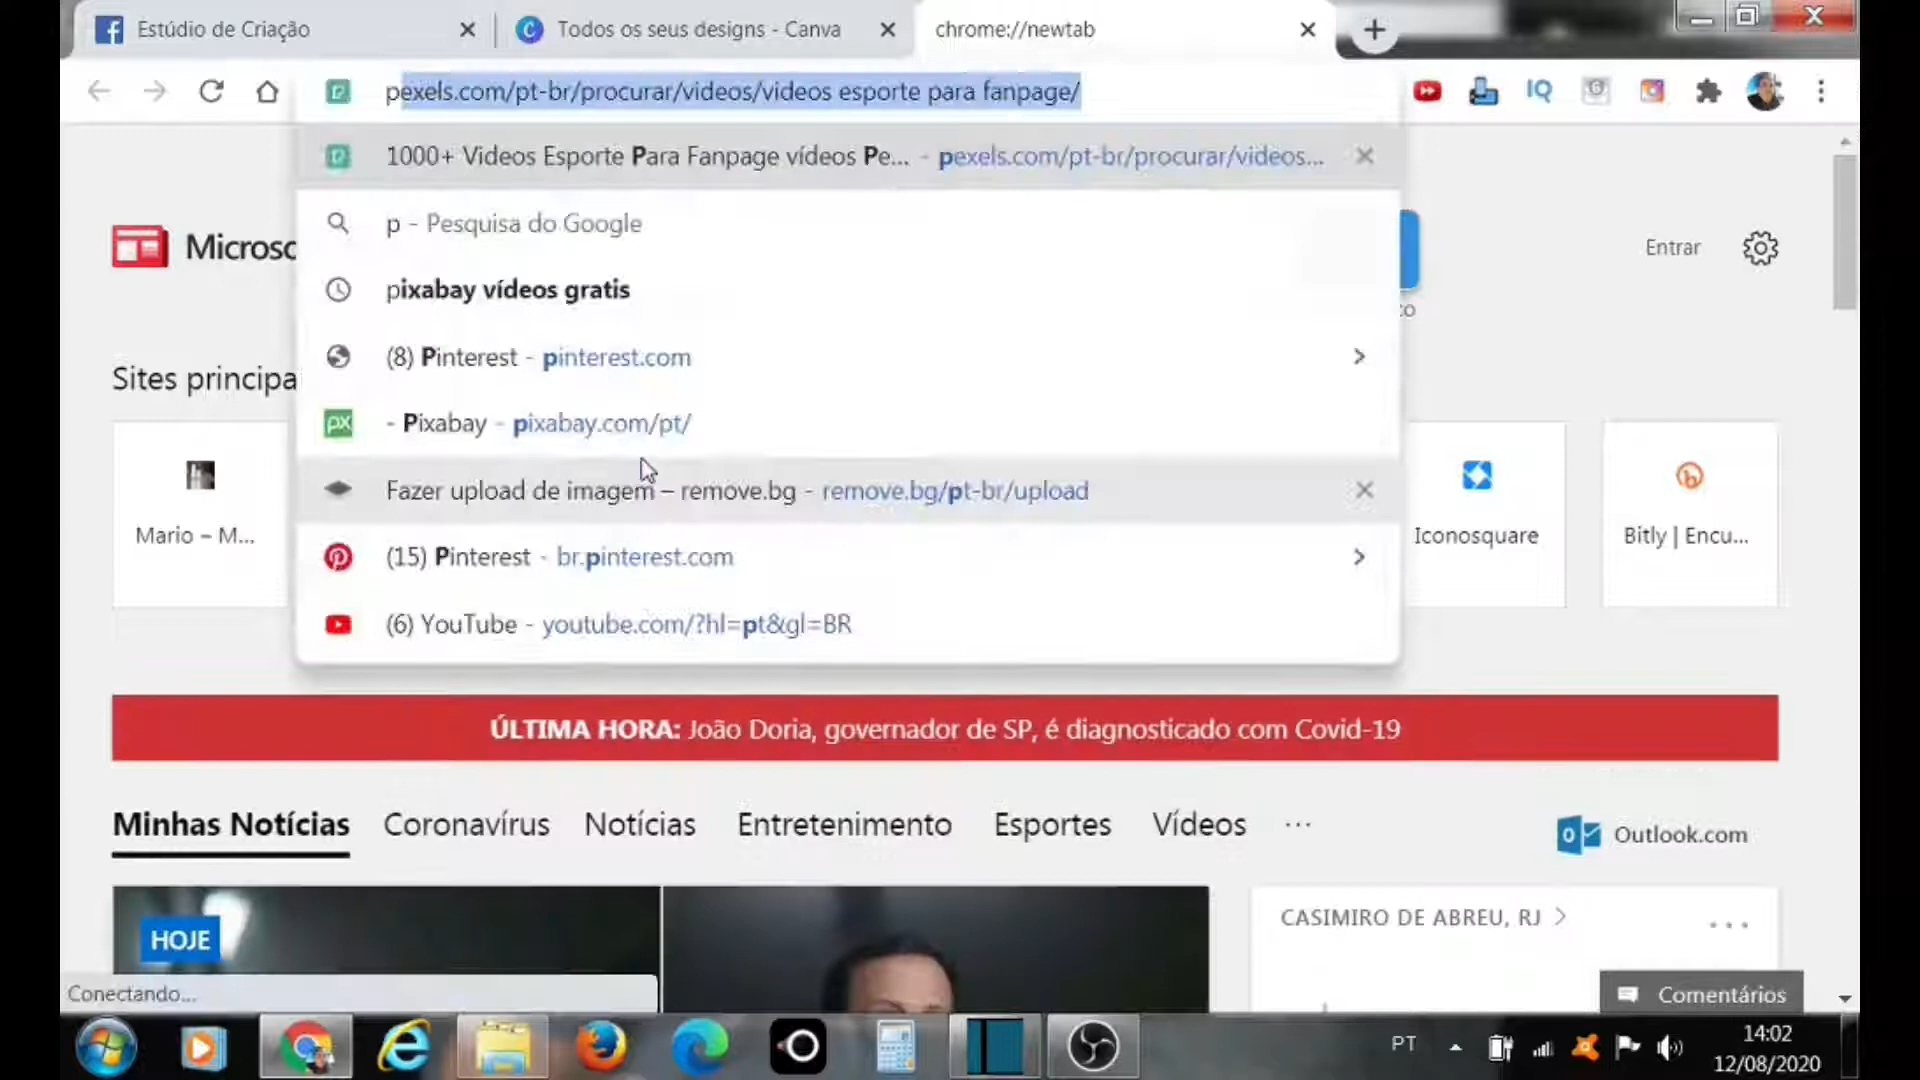 Estúdio de Criação
Todos os seus designs - Canva
chrome://newtab
pexels.com/pt-br/procurar/videos/videos esporte para fanpage/
IQ
1000+ Videos Esporte Para Fanpage vídeos Pe... - pexels.com/pt-br/procurar/videos...
p - Pesquisa do Google
pixabay vídeos gratis
(8) Pinterest - pinterest.com
px - Pixabay - pixabay.com/pt/
Fazer upload de imagem – remove.bg - remove.bg/pt-br/upload
(15) Pinterest - br.pinterest.com
(6) YouTube - youtube.com/?hl=pt&gl=BR
Microsc
Entrar
Sites principa
Mario – M...
Iconosquare
Bitly | Encu...
ÚLTIMA HORA: João Doria, governador de SP, é diagnosticado com Covid-19
Minhas Notícias
Coronavírus
Notícias
Entretenimento
Esportes
Vídeos
...
Outlook.com
HOJE
CASIMIRO DE ABREU, RJ >
Conectando...
Comentários
PT
14:02
12/08/2020